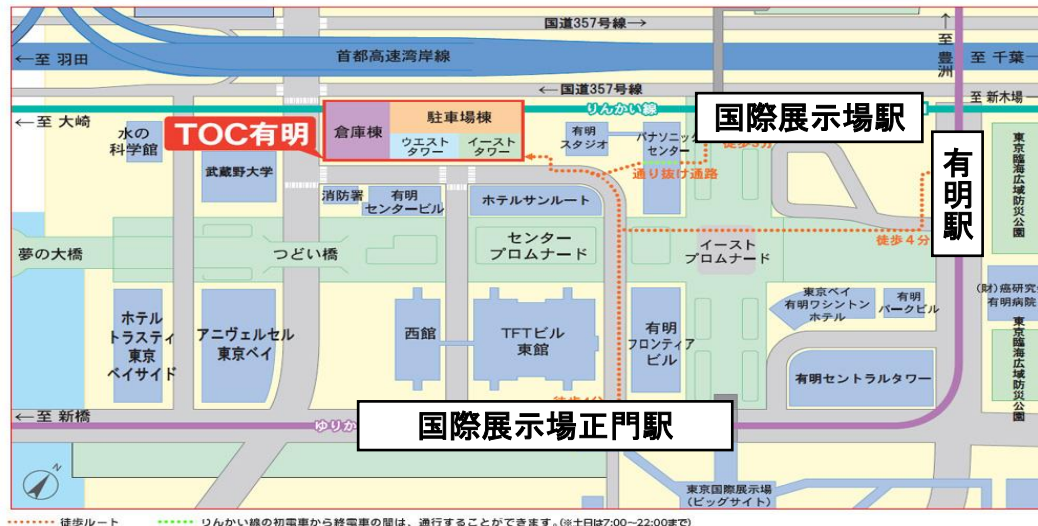 国道357号線→
←至 羽田
首都高速湾岸線
↑至 豊洲
至 千葉
←国道357号線
りんかい線
至 新木場
←至 大崎
水の
科学館
TOC有明
倉庫棟
駐車場棟
ウエスト
タワー
イースト
タワー
有明
スタジオ
パナソニック
センター
国際展示場駅
通り抜け通路
有明駅
東京臨海広域防災公園
武蔵野大学
消防署
有明
センタービル
ホテルサンルート
徒歩4分
夢の大橋
つどい橋
センター
プロムナード
イースト
プロムナード
(財)癌研究会
有明病院
ホテル
トラスティ
東京
ベイサイド
アニヴェルセル
東京ベイ
西館
TFTビル
東館
有明
フロンティア
ビル
東京ベイ
有明ワシントン
ホテル
有明
パークビル
有明セントラルタワー
東京臨海広域防災公園
←至 新橋
ゆりか
国際展示場正門駅
N
東京国際展示場
(ビッグサイト)
徒歩ルート
りんかい線の初電車から終電車の間は、通行することができます。(※土日は7:00〜22:00まで)